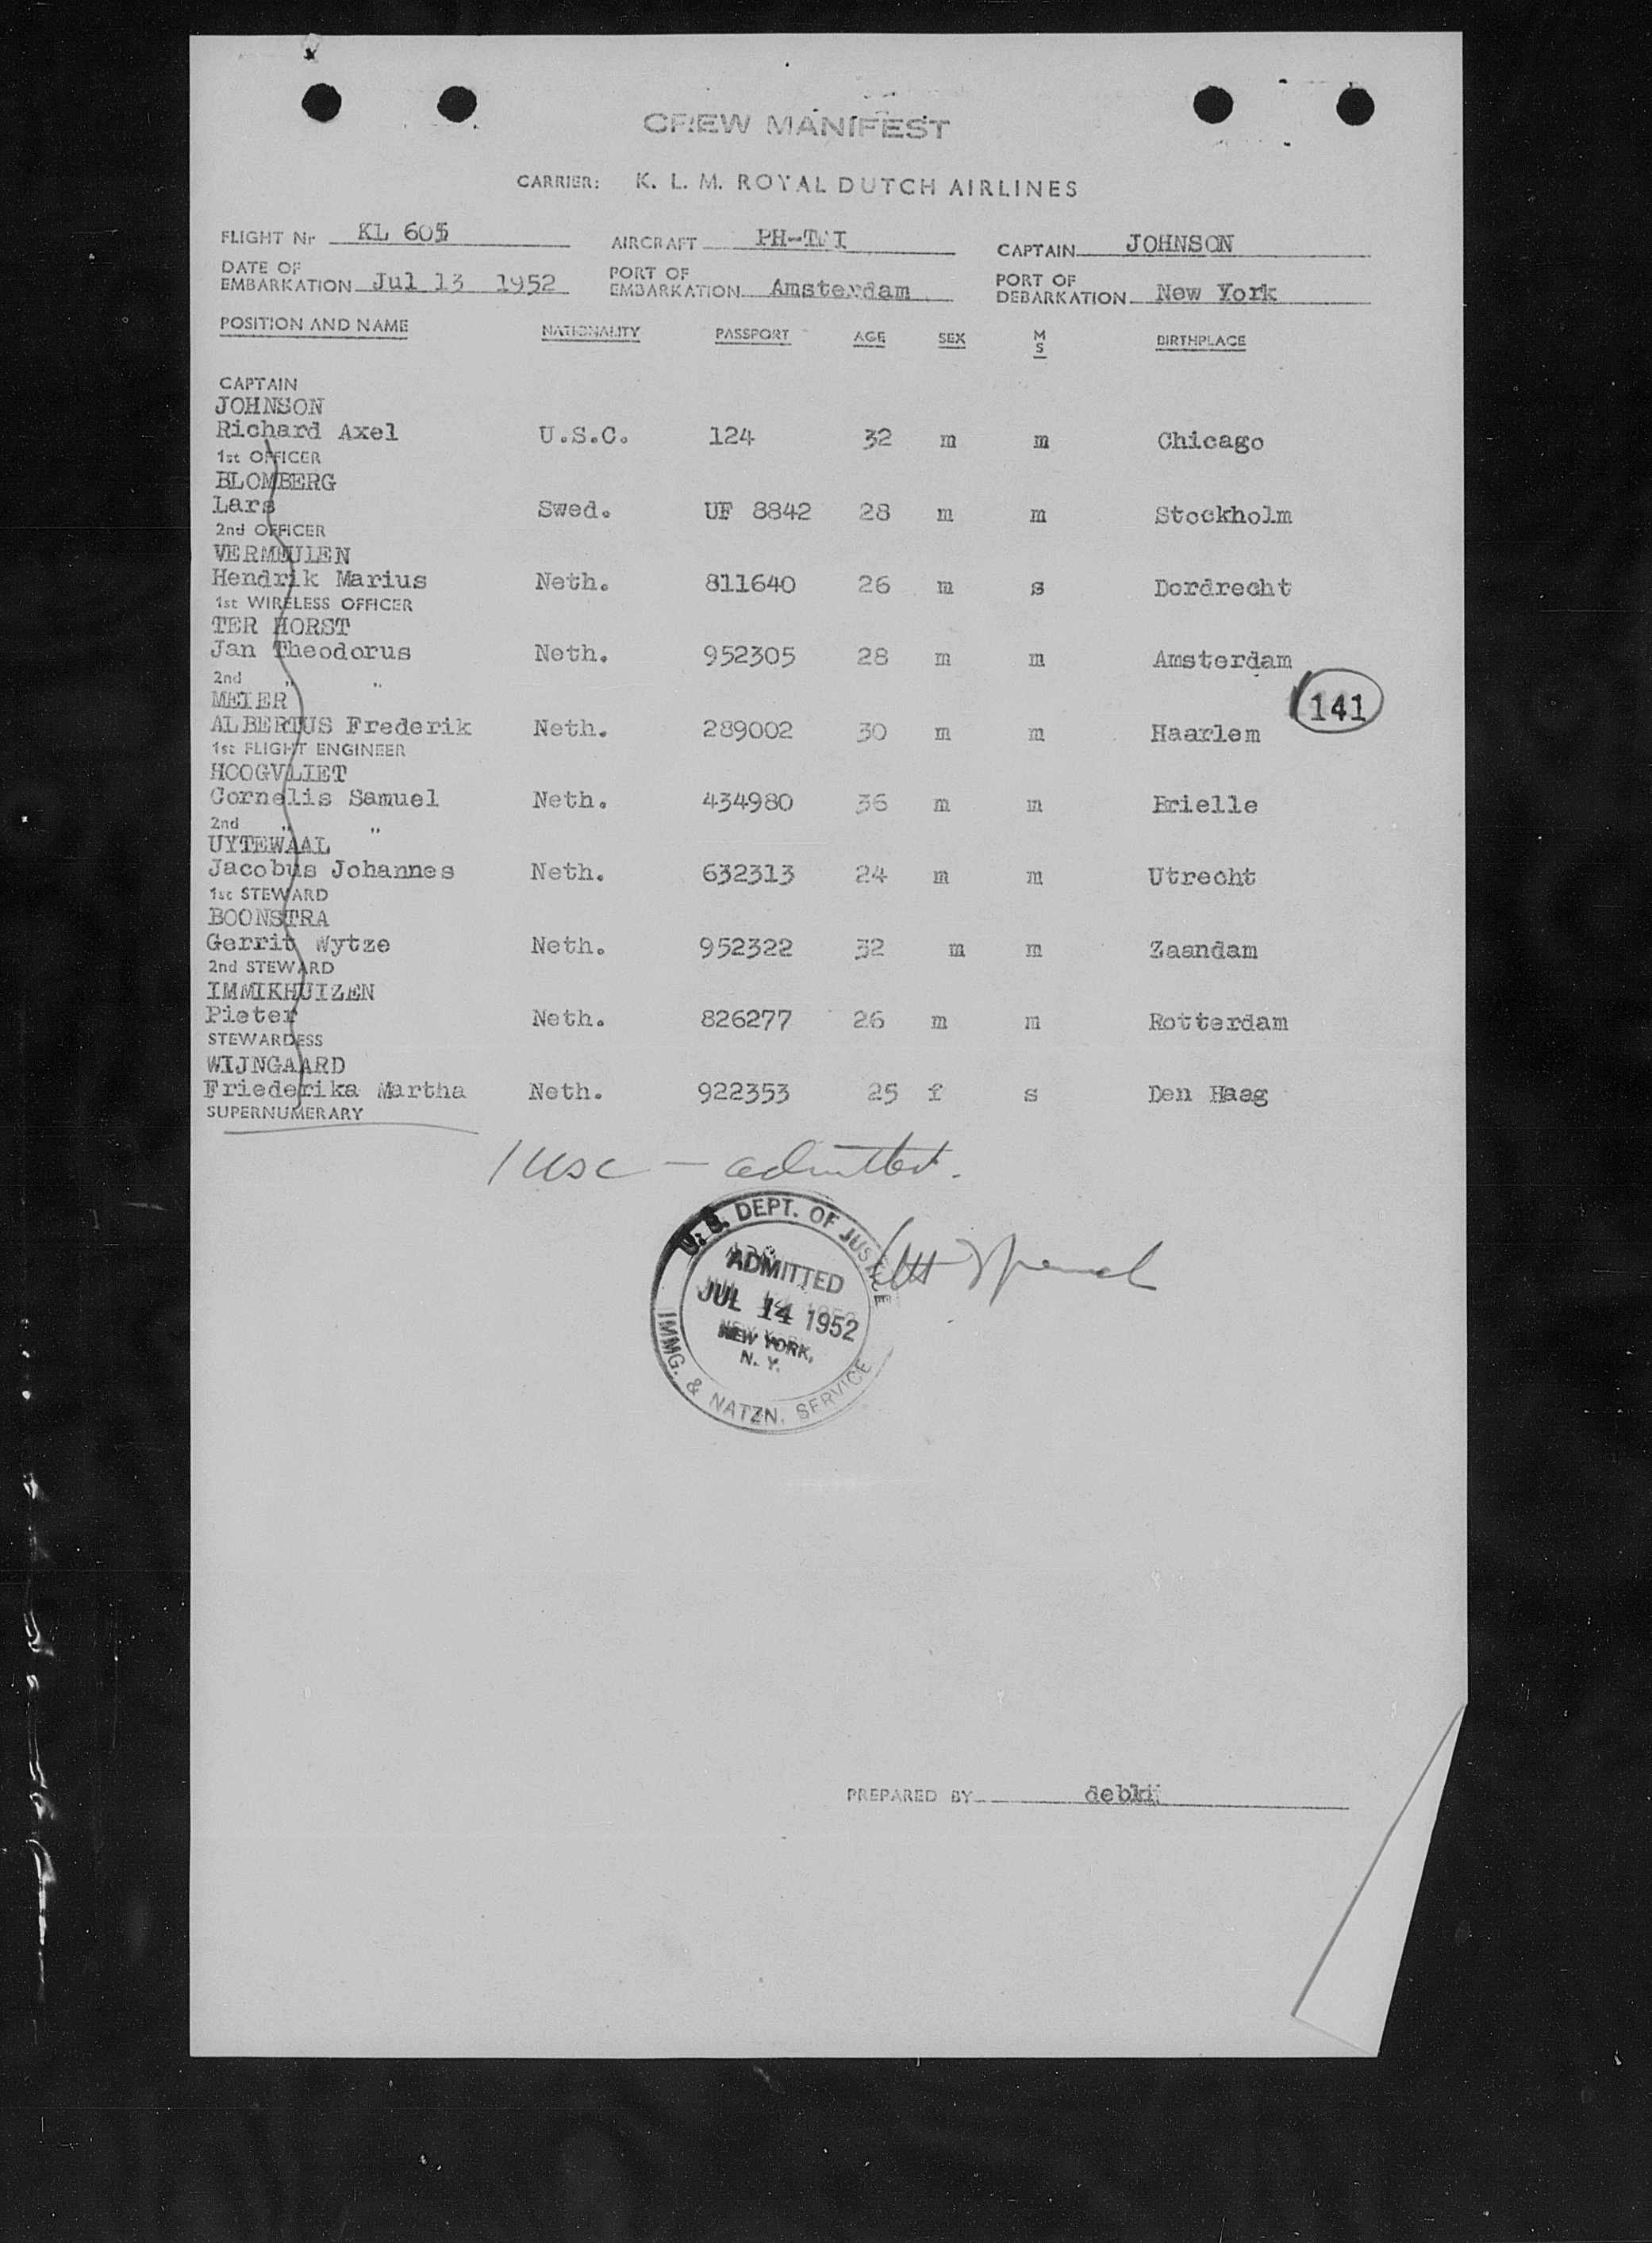 CREW MANIFEST
CARRIER: K. L. M. ROYAL DUTCH AIRLINES
FLIGHT Nr KL 605 AIRCRAFT CAPTAIN JOHNSON
DATE OF EMBARKATION Jul 13 1952 PORT OF EMBARKATION Amsterdam PORT OF DEBARKATION New York
POSITION AND NAME NATIONALITY PASSPORT AGE SEX M S BIRTHPLACE
CAPTAIN
JOHNSON
Richard Axel U.S.C. 124 32 m m Chicago
1st OFFICER
BLOMBERG
Lars Swed. UF 8842 28 m m Stockholm
2nd OFFICER
VERMEULEN
Hendrik Marius Neth. 811640 26 m s Dordrecht
1st WIRELESS OFFICER
TER HORST
Jan Theodorus Neth. 952305 28 m m Amsterdam
2nd " "
MEIER
141
ALBERTUS Frederik Neth. 289002 30 m m Haarlem
1st FLIGHT ENGINEER
HOOGVLIET
Cornelis Samuel Neth. 434980 36 m m Brielle
2nd " "
UYTEWAAL
Jacobus Johannes Neth. 632313 24 m m Utrecht
1st STEWARD
BOONSTRA
Gerrit Wytze Neth. 952322 32 m m Zaandam
2nd STEWARD
IMMIKHUIZEN
Pieter Neth. 826277 26 m m Rotterdam
STEWARDESS
WIJNGAARD
Friederika Martha Neth. 922353 25 f s Den Haag
SUPERNUMERARY
1 USC — admitted.
U.S. DEPT. OF JUSTICE
ADMITTED
JUL 14 1952
NEW YORK,
N. Y.
IMMG. & NATZN. SERVICE
PREPARED BY